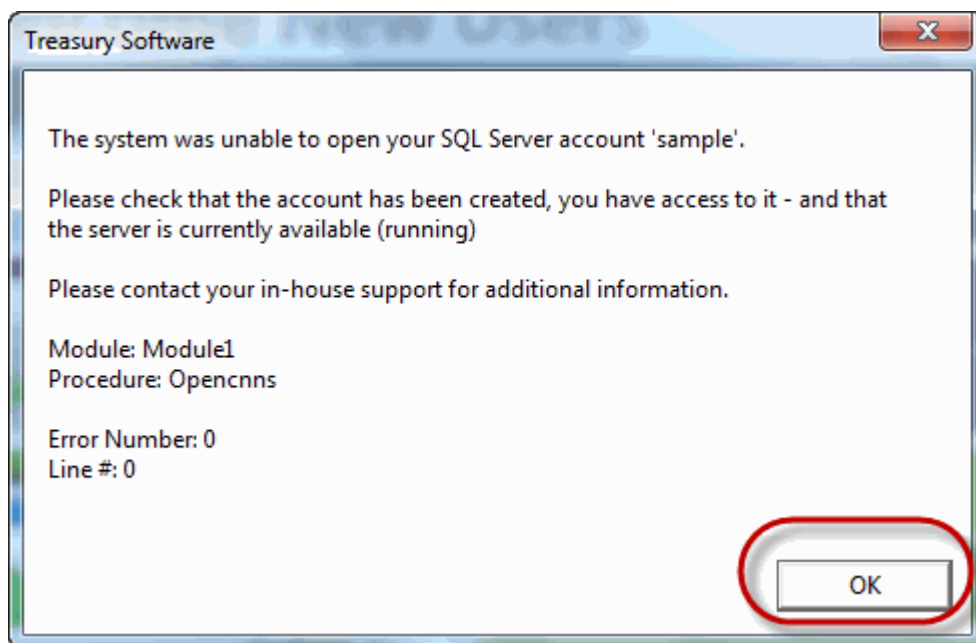 New Users
Treasury Software
The system was unable to open your SQL Server account 'sample'.
Please check that the account has been created, you have access to it - and that
the server is currently available (running)
Please contact your in-house support for additional information.
Module: Module1
Procedure: Opencnns
Error Number: 0
Line #: 0
OK